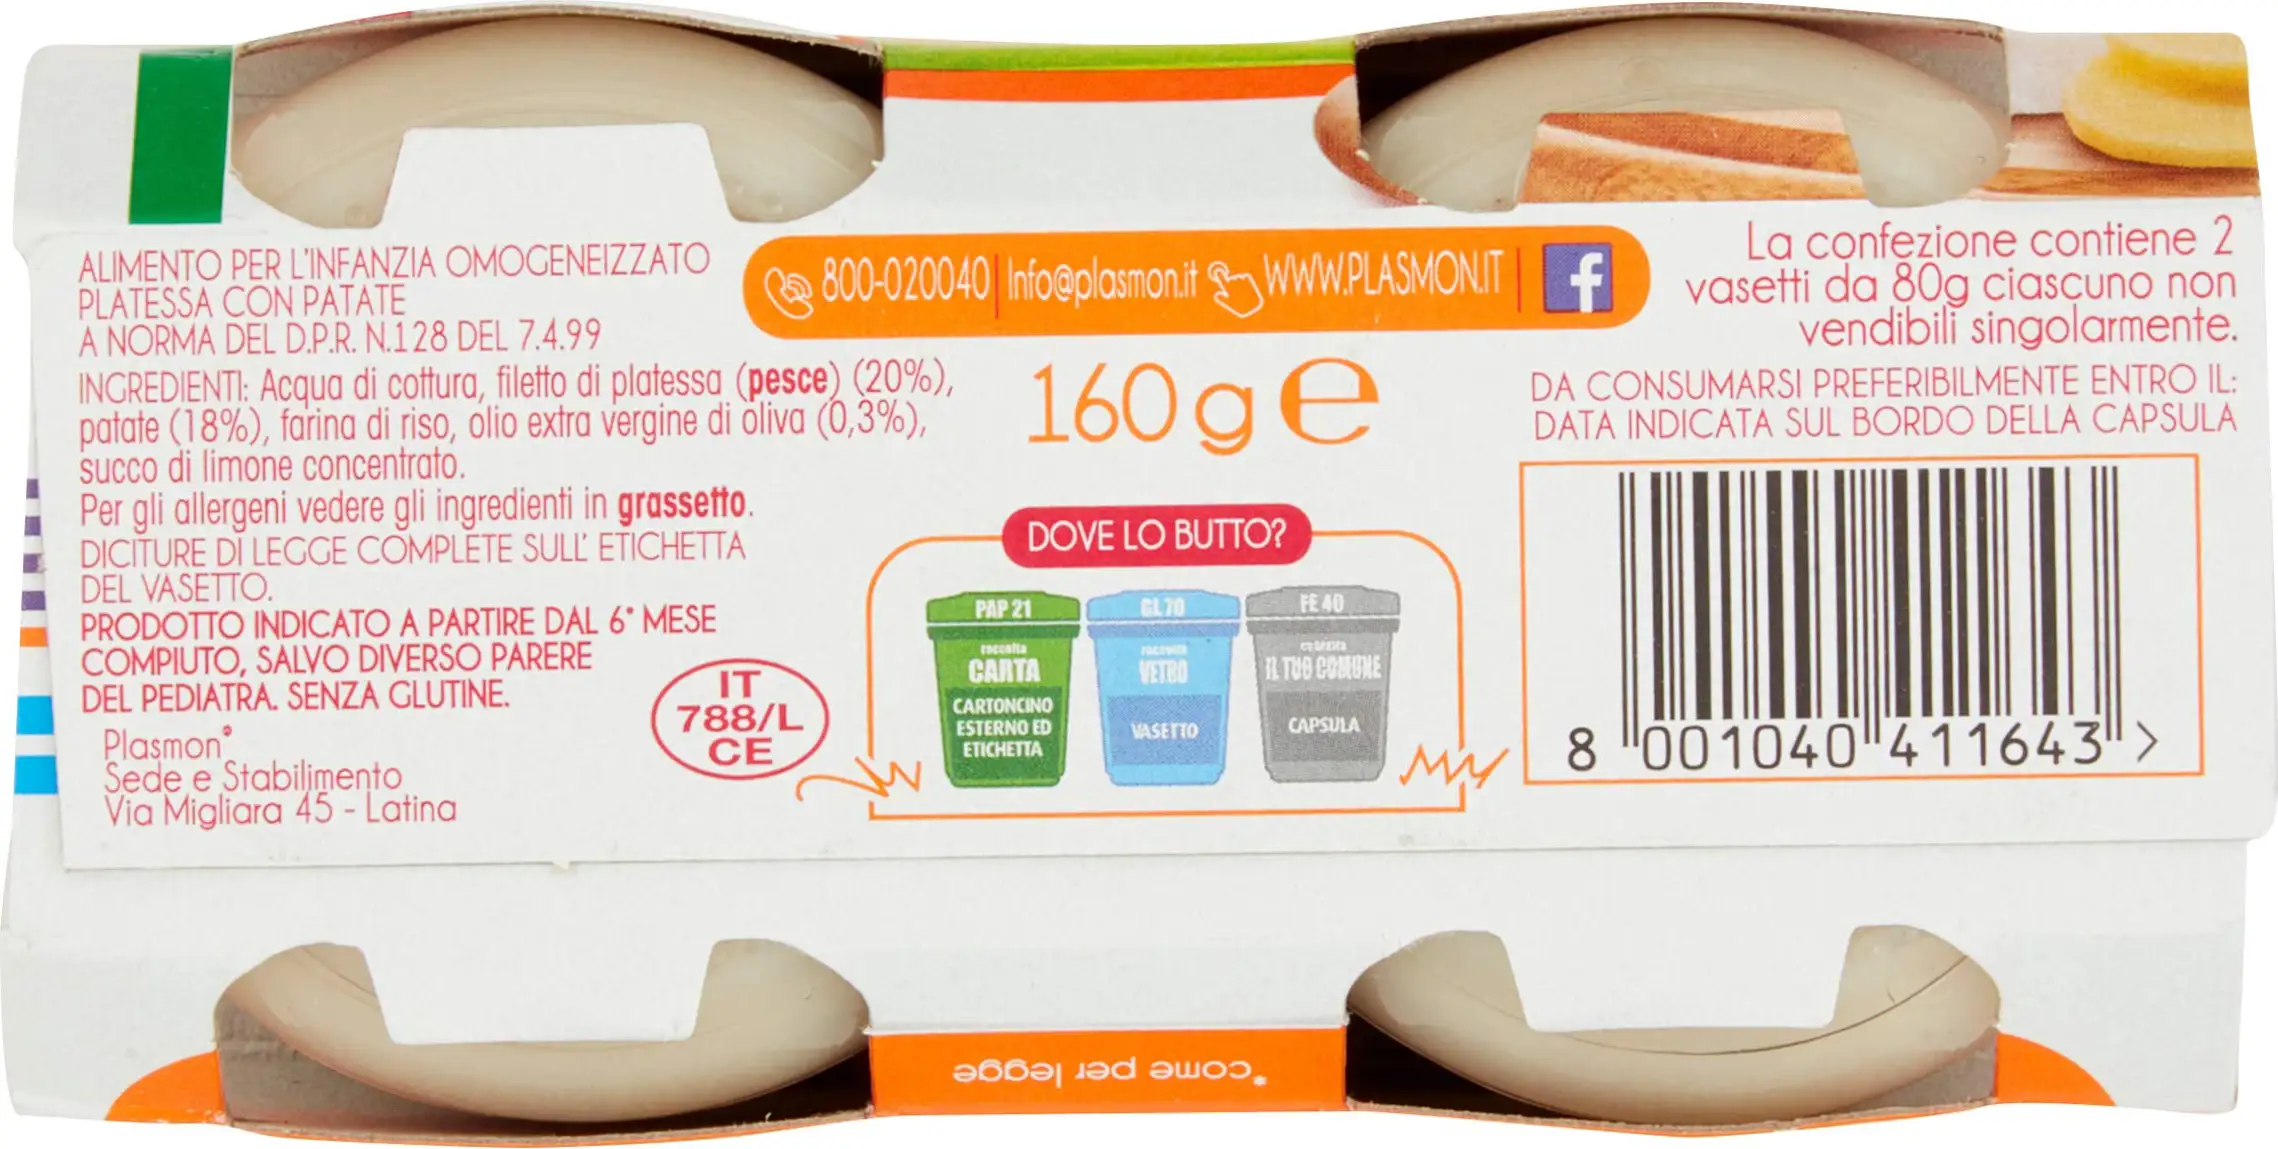 ALIMENTO PER L'INFANZIA OMOGENEIZZATO
PLATESSA CON PATATE
A NORMA DEL D.P.R. N.128 DEL 7.4.99
INGREDIENTI: Acqua di cottura, filetto di platessa (pesce) (20%),
patate (18%), farina di riso, olio extra vergine di oliva (0,3%),
succo di limone concentrato.
Per gli allergeni vedere gli ingredienti in grassetto.
DICITURE DI LEGGE COMPLETE SULL' ETICHETTA
DEL VASETTO.
PRODOTTO INDICATO A PARTIRE DAL 6° MESE
COMPIUTO, SALVO DIVERSO PARERE
DEL PEDIATRA. SENZA GLUTINE.
Plasmon®
Sede e Stabilimento
Via Migliara 45 - Latina
IT
788/L
CE
800-020040 Info@plasmon.it WWW.PLASMON.IT f
160 g e
DOVE LO BUTTO?
PAP 21
raccolta
CARTA
CARTONCINO
ESTERNO ED
ETICHETTA
GL 70
raccolta
VETRO
VASETTO
FE 40
IL TUO COMUNE
CAPSULA
La confezione contiene 2
vasetti da 80g ciascuno non
vendibili singolarmente.
DA CONSUMARSI PREFERIBILMENTE ENTRO IL:
DATA INDICATA SUL BORDO DELLA CAPSULA
8 001040 411643 >
*come per legge